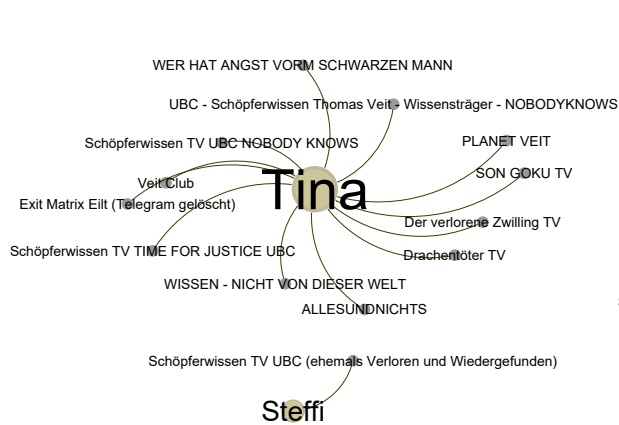 WER HAT ANGST VORM SCHWARZEN MANN
UBC - Schöpferwissen Thomas Veit - Wissensträger - NOBODYKNOWS
Schöpferwissen TV UBC NOBODY KNOWS
PLANET VEIT
SON GOKU TV
Veit Club
Tina
Exit Matrix Eilt (Telegram gelöscht)
Der verlorene Zwilling TV
Schöpferwissen TV TIME FOR JUSTICE UBC
Drachentöter TV
WISSEN - NICHT VON DIESER WELT
ALLESUNDNICHTS
Schöpferwissen TV UBC (ehemals Verloren und Wiedergefunden)
Steffi